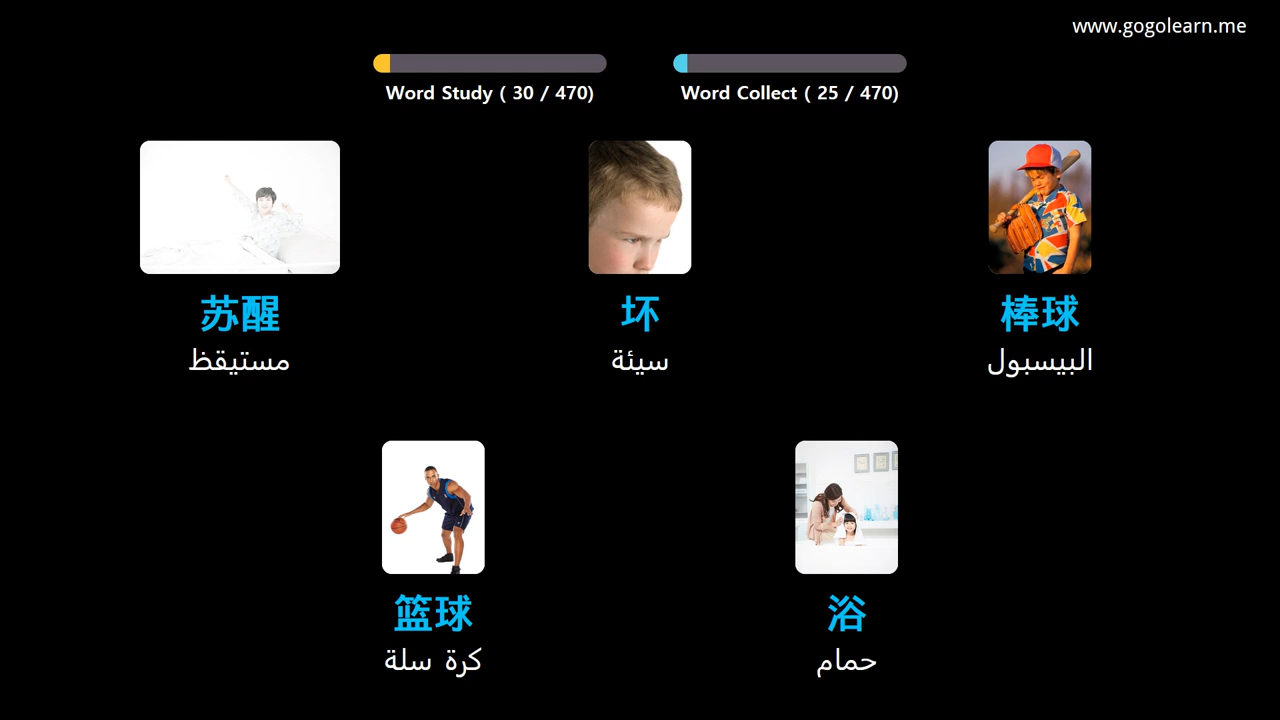 www.gogolearn.me
Word Study ( 30 / 470)
Word Collect ( 25 / 470)
苏醒
مستيقظ
坏
سيئة
棒球
البيسبول
篮球
كرة سلة
浴
حمام